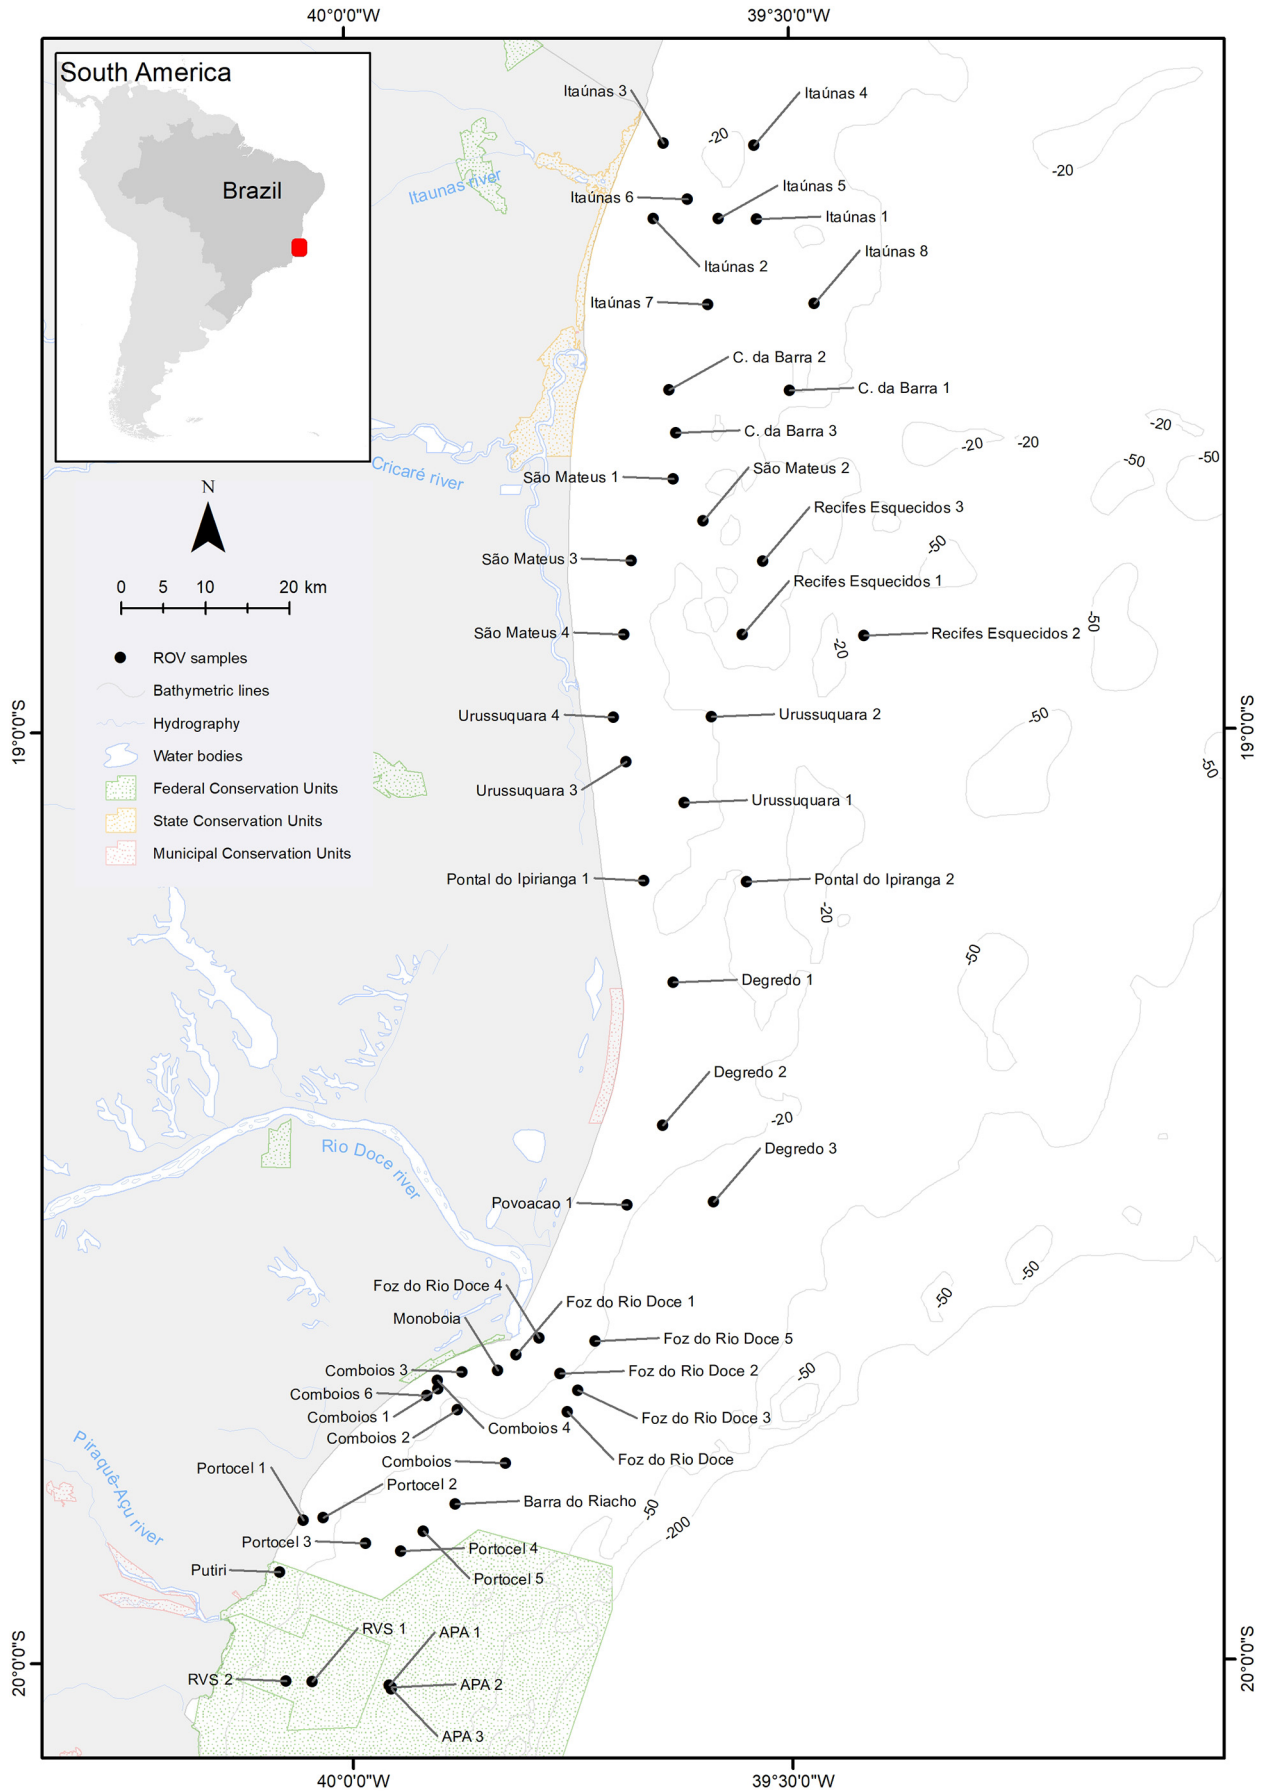 40°0'0"W
39°30'0"W
South America
Brazil
Itaúnas 3
Itaúnas 4
-20
-20
Itaunas river
Itaúnas 5
Itaúnas 6
Itaúnas 1
Itaúnas 2
Itaúnas 8
Itaúnas 7
C. da Barra 2
C. da Barra 1
C. da Barra 3
-20
-20
-20
-50
-50
Cricaré river
São Mateus 1
São Mateus 2
Recifes Esquecidos 3
-50
São Mateus 3
Recifes Esquecidos 1
São Mateus 4
-20
Recifes Esquecidos 2
-50
N
0 5 10 20 km
ROV samples
Bathymetric lines
Hydrography
Water bodies
Federal Conservation Units
State Conservation Units
Municipal Conservation Units
Urussuquara 4
Urussuquara 2
-50
19°0'0"S
19°0'0"S
-50
Urussuquara 3
Urussuquara 1
Pontal do Ipirianga 1
Pontal do Ipiranga 2
-20
-50
Degredo 1
Degredo 2
-20
Degredo 3
Rio Doce river
Povoacao 1
-50
-50
Foz do Rio Doce 4
Foz do Rio Doce 1
Monoboia
Foz do Rio Doce 5
Comboios 3
Foz do Rio Doce 2
-50
Comboios 6
Comboios 1
Foz do Rio Doce 3
Comboios 4
Comboios 2
Comboios
Foz do Rio Doce
Piraquê-Açu river
Portocel 1
Portocel 2
Barra do Riacho
-50
-200
Portocel 3
Portocel 4
Putiri
Portocel 5
RVS 1
APA 1
20°0'0"S
20°0'0"S
RVS 2
APA 2
APA 3
40°0'0"W
39°30'0"W